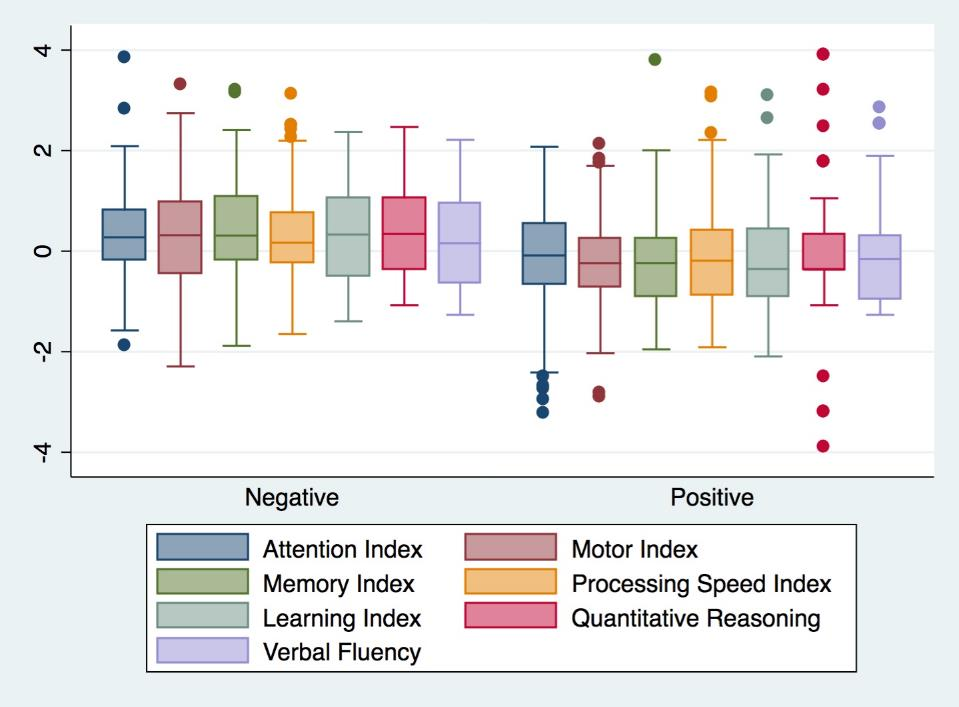 4
2
0
-2
-4
Negative Positive
Attention Index Motor Index
Memory Index Processing Speed Index
Learning Index Quantitative Reasoning
Verbal Fluency